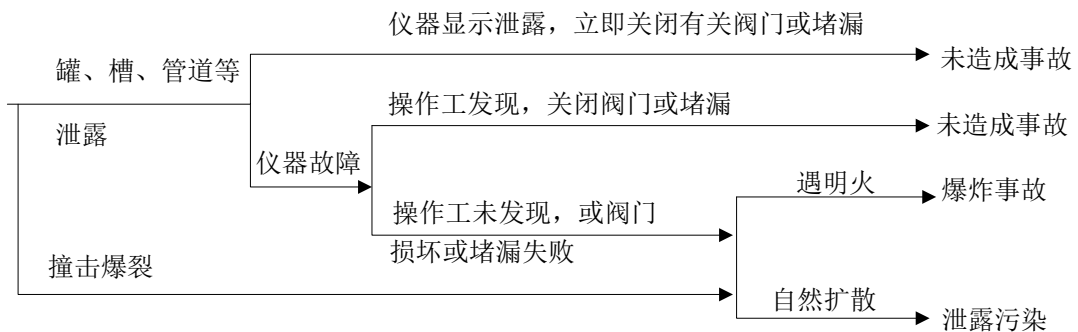 仪器显示泄露，立即关闭有关阀门或堵漏
未造成事故
罐、槽、管道等
操作工发现，关闭阀门或堵漏
未造成事故
泄露
仪器故障
遇明火
爆炸事故
操作工未发现，或阀门
损坏或堵漏失败
撞击爆裂
自然扩散
泄露污染